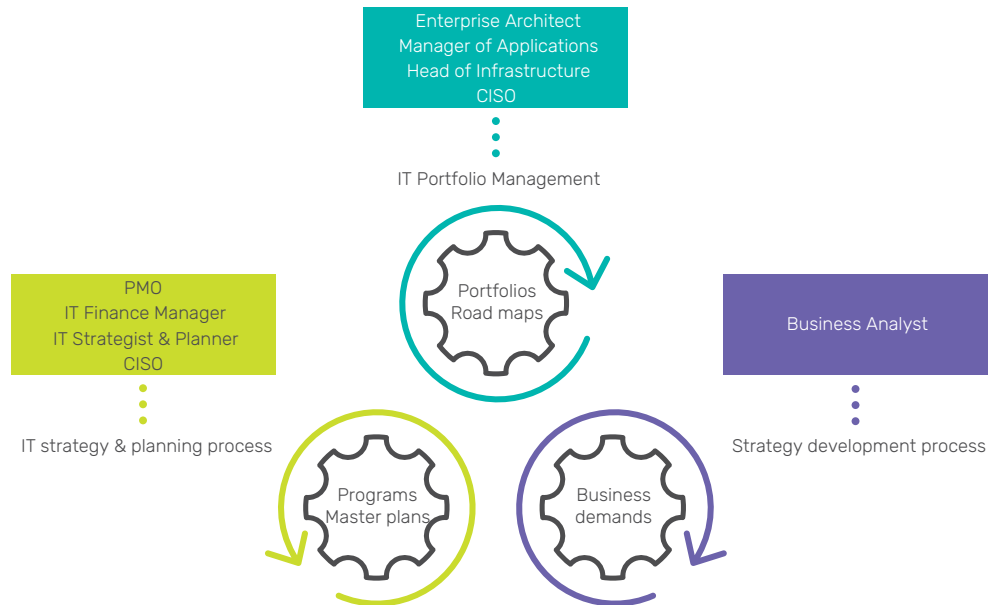 Enterprise Architect
Manager of Applications
Head of Infrastructure
CISO
IT Portfolio Management
Portfolios
Road maps
PMO
IT Finance Manager
IT Strategist & Planner
CISO
IT strategy & planning process
Programs
Master plans
Business Analyst
Strategy development process
Business
demands